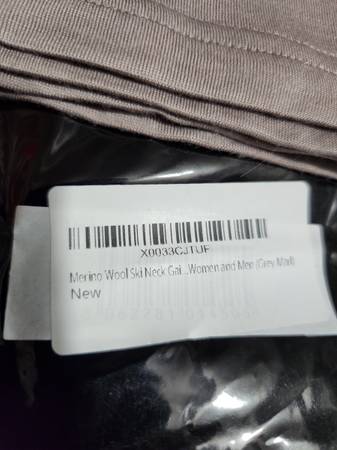 X0033CJTUF
Merino Wool Ski Neck Gai...Women and Men (Grey Marl)
New